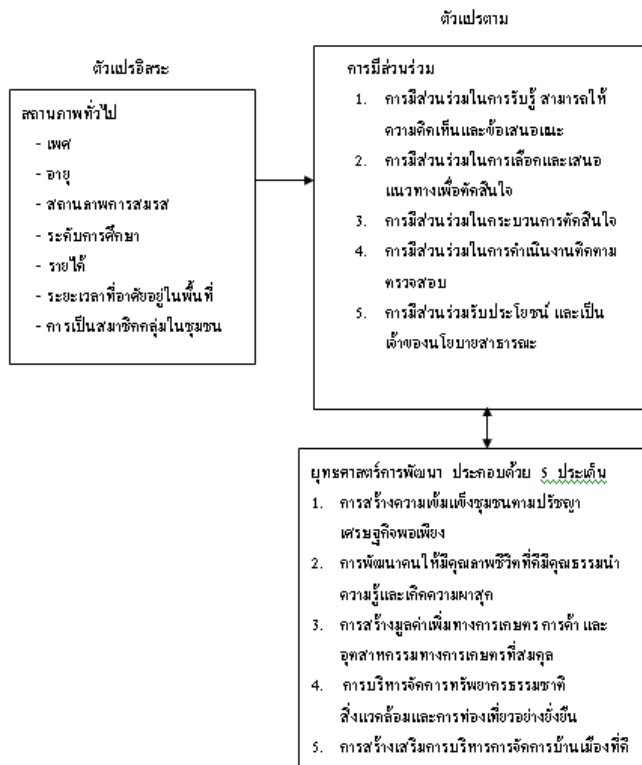 ตัวแปรตาม
ตัวแปรอิสระ
สถานภาพทั่วไป
- เพศ
- อายุ
- สถานภาพการสมรส
- ระดับการศึกษา
- รายได้
- ระยะเวลาที่อาศัยอยู่ในพื้นที่
- การเป็นสมาชิกกลุ่มในชุมชน
การมีส่วนร่วม
1. การมีส่วนร่วมในการรับรู้ สามารถให้
ความคิดเห็นและข้อเสนอแนะ
2. การมีส่วนร่วมในการเลือกและเสนอ
แนวทางเพื่อตัดสินใจ
3. การมีส่วนร่วมในกระบวนการตัดสินใจ
4. การมีส่วนร่วมในการดำเนินงานติดตาม
ตรวจสอบ
5. การมีส่วนร่วมรับประโยชน์ และเป็น
เจ้าของนโยบายสาธารณะ
ยุทธศาสตร์การพัฒนา ประกอบด้วย 5 ประเด็น
1. การสร้างความเข้มแข็งชุมชนตามปรัชญา
เศรษฐกิจพอเพียง
2. การพัฒนาคนให้มีคุณภาพชีวิตที่ดีมีคุณธรรมนำ
ความรู้และเกิดความผาสุก
3. การสร้างมูลค่าเพิ่มทางการเกษตร การค้า และ
อุตสาหกรรมทางการเกษตรที่สมดุล
4. การบริหารจัดการทรัพยากรธรรมชาติ
สิ่งแวดล้อมและการท่องเที่ยวอย่างยั่งยืน
5. การสร้างเสริมการบริหารการจัดการบ้านเมืองที่ดี